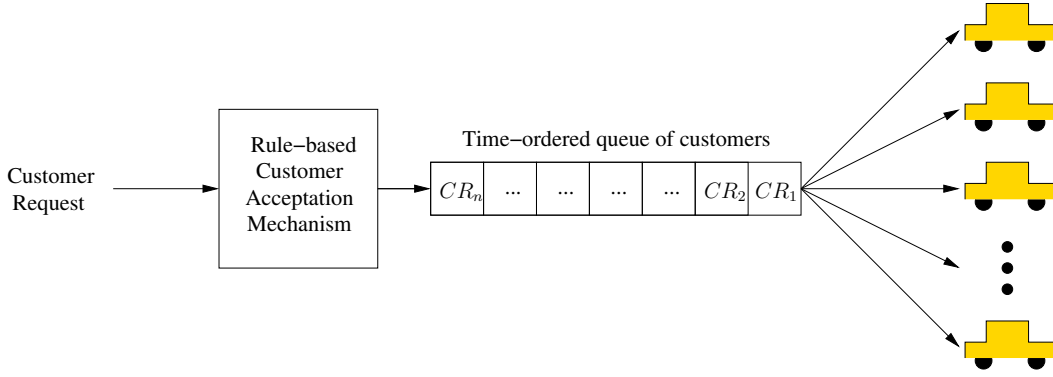 Customer
Request
Rule−based
Customer
Acceptation
Mechanism
Time−ordered queue of customers
CRn ... ... ... ... CR2 CR1